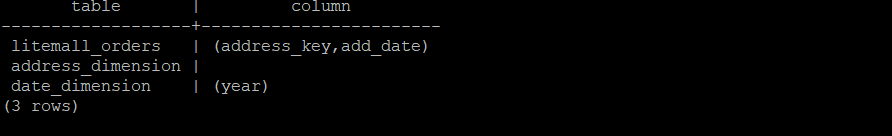 table | column
-------------------+------------------------
litemall_orders | (address_key,add_date)
address_dimension |
date_dimension | (year)
(3 rows)